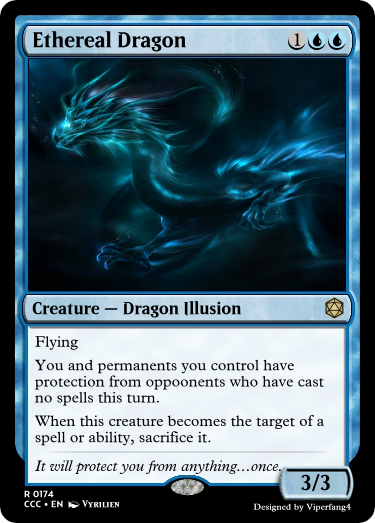 Ethereal Dragon 1
Creature — Dragon Illusion
Flying
You and permanents you control have
protection from oppoonents who have cast
no spells this turn.
When this creature becomes the target of a
spell or ability, sacrifice it.
It will protect you from anything…once.
3/3
R 0174
CCC • EN Vyrilien
Designed by Viperfang4